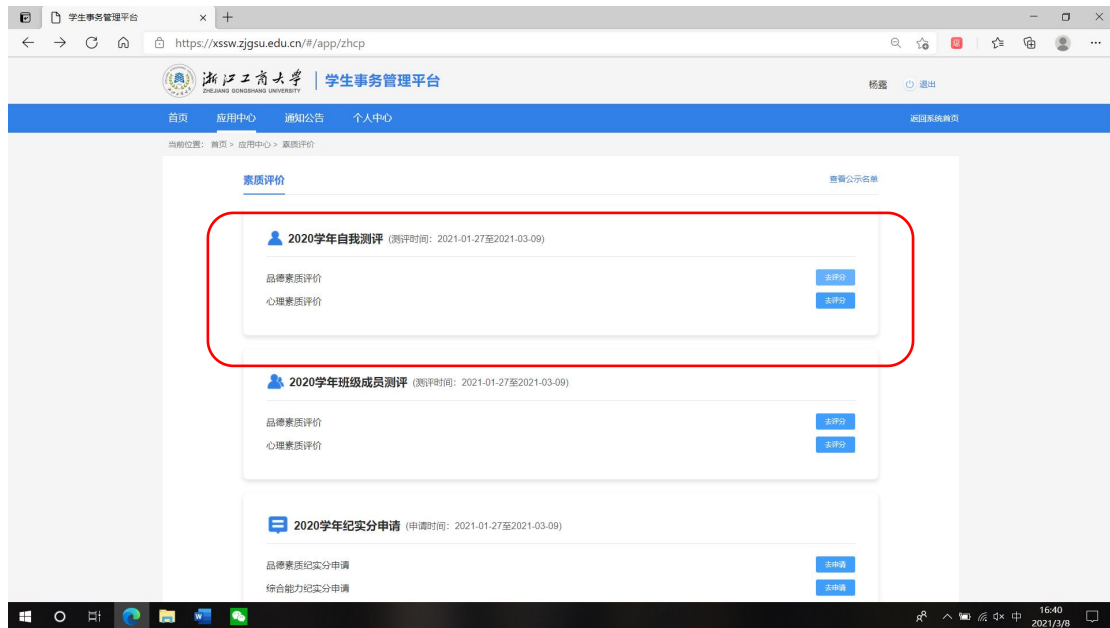 学生事务管理平台
https://xssw.zjgsu.edu.cn/#/app/zhcp
浙江工商大学
ZHEJIANG GONGSHANG UNIVERSITY
学生事务管理平台
杨露 退出
首页 应用中心 通知公告 个人中心 返回系统首页
当前位置: 首页 > 应用中心 > 素质评价
素质评价 查看公示名单
2020学年自我测评 (测评时间: 2021-01-27至2021-03-09)
品德素质评价 去评分
心理素质评价 去评分
2020学年班级成员测评 (测评时间: 2021-01-27至2021-03-09)
品德素质评价 去评分
心理素质评价 去评分
2020学年纪实分申请 (申请时间: 2021-01-27至2021-03-09)
品德素质纪实分申请 去申请
综合能力纪实分申请 去申请
中 16:40
2021/3/8